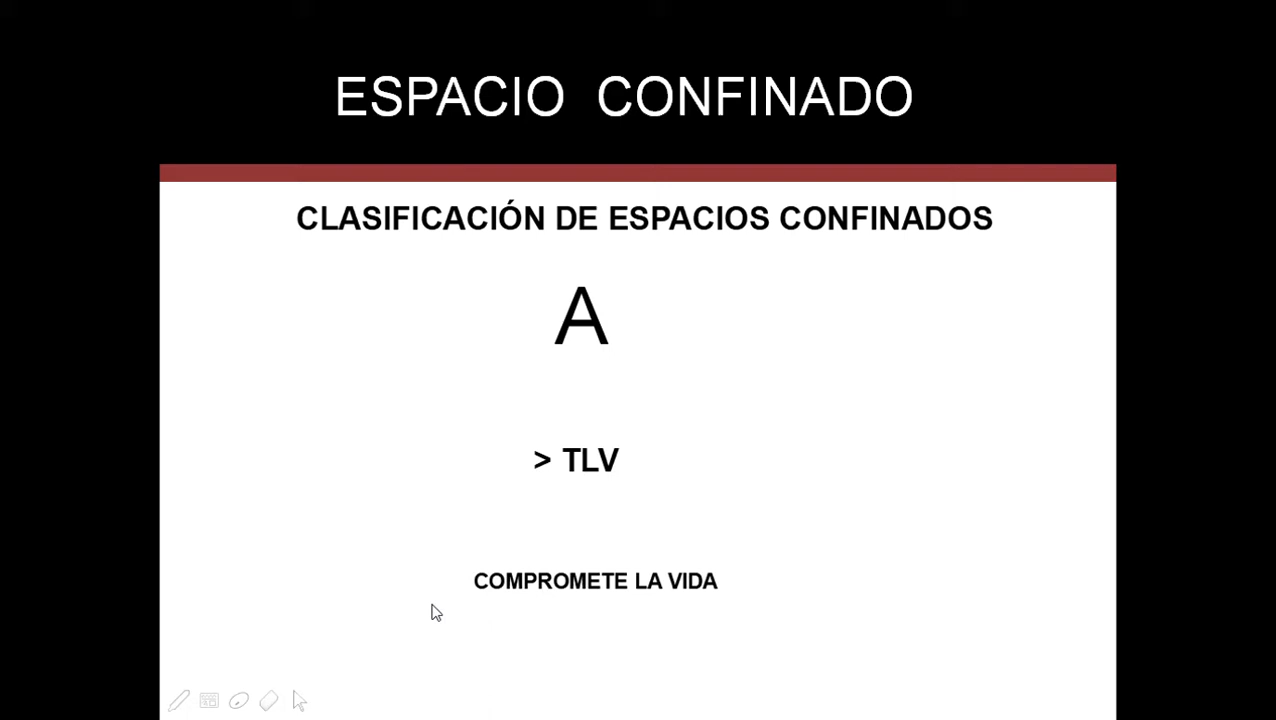 ESPACIO CONFINADO
CLASIFICACIÓN DE ESPACIOS CONFINADOS
A
> TLV
COMPROMETE LA VIDA